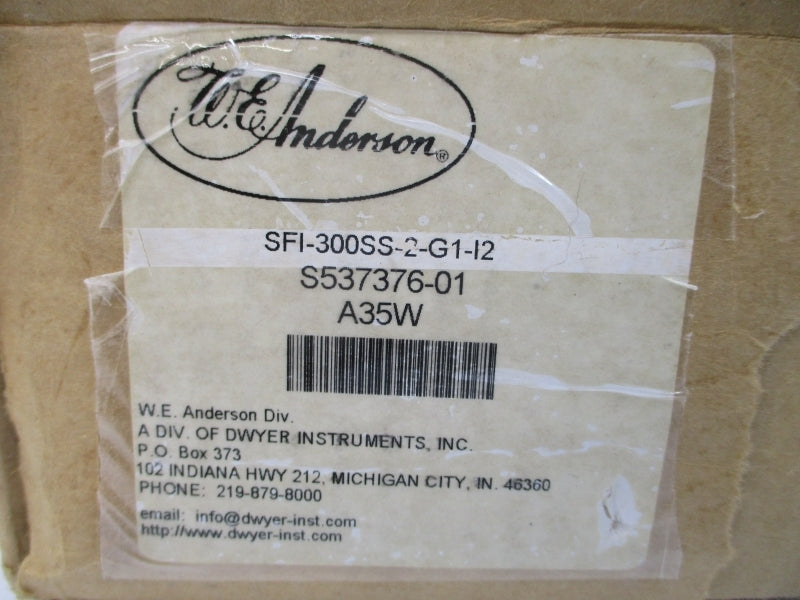 W.E. Anderson®
SFI-300SS-2-G1-I2
S537376-01
A35W
W.E. Anderson Div.
A DIV. OF DWYER INSTRUMENTS, INC.
P.O. Box 373
102 INDIANA HWY 212, MICHIGAN CITY, IN. 46360
PHONE: 219-879-8000
email: info@dwyer-inst.com
http://www.dwyer-inst.com